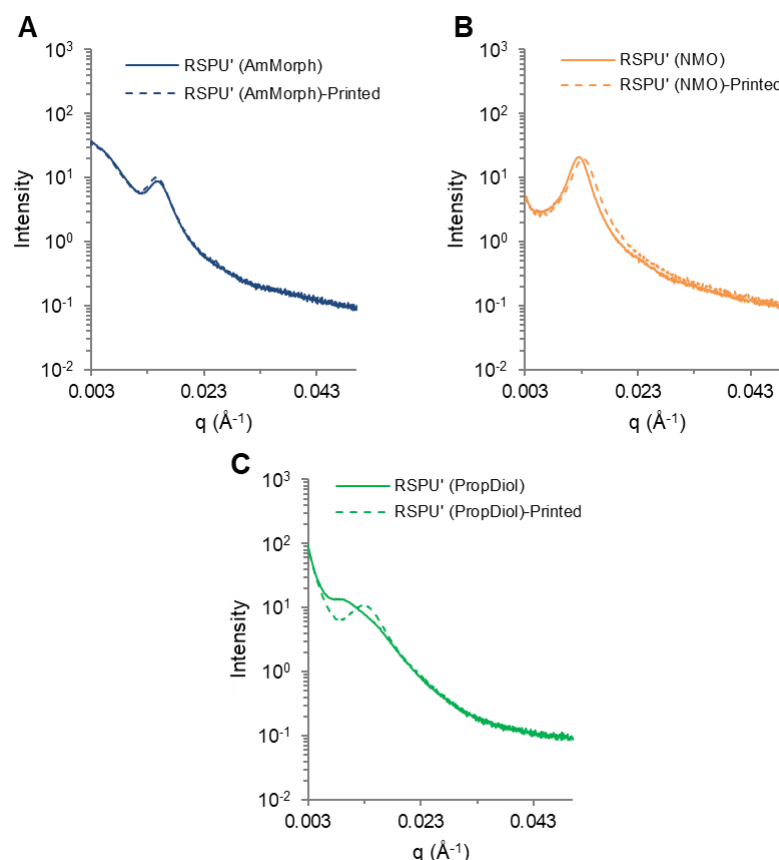 A
RSPU' (AmMorph)
RSPU' (AmMorph)-Printed
10³
10²
10¹
10⁰
10⁻¹
10⁻²
Intensity
0.003 0.023 0.043
q (Å⁻¹)
B
RSPU' (NMO)
RSPU' (NMO)-Printed
10³
10²
10¹
10⁰
10⁻¹
10⁻²
Intensity
0.003 0.023 0.043
q (Å⁻¹)
C
RSPU' (PropDiol)
RSPU' (PropDiol)-Printed
10³
10²
10¹
10⁰
10⁻¹
10⁻²
Intensity
0.003 0.023 0.043
q (Å⁻¹)